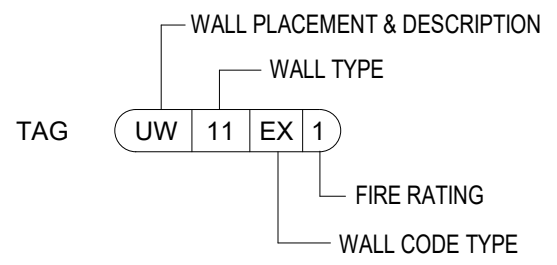 WALL PLACEMENT & DESCRIPTION
WALL TYPE
TAG UW 11 EX 1
FIRE RATING
WALL CODE TYPE